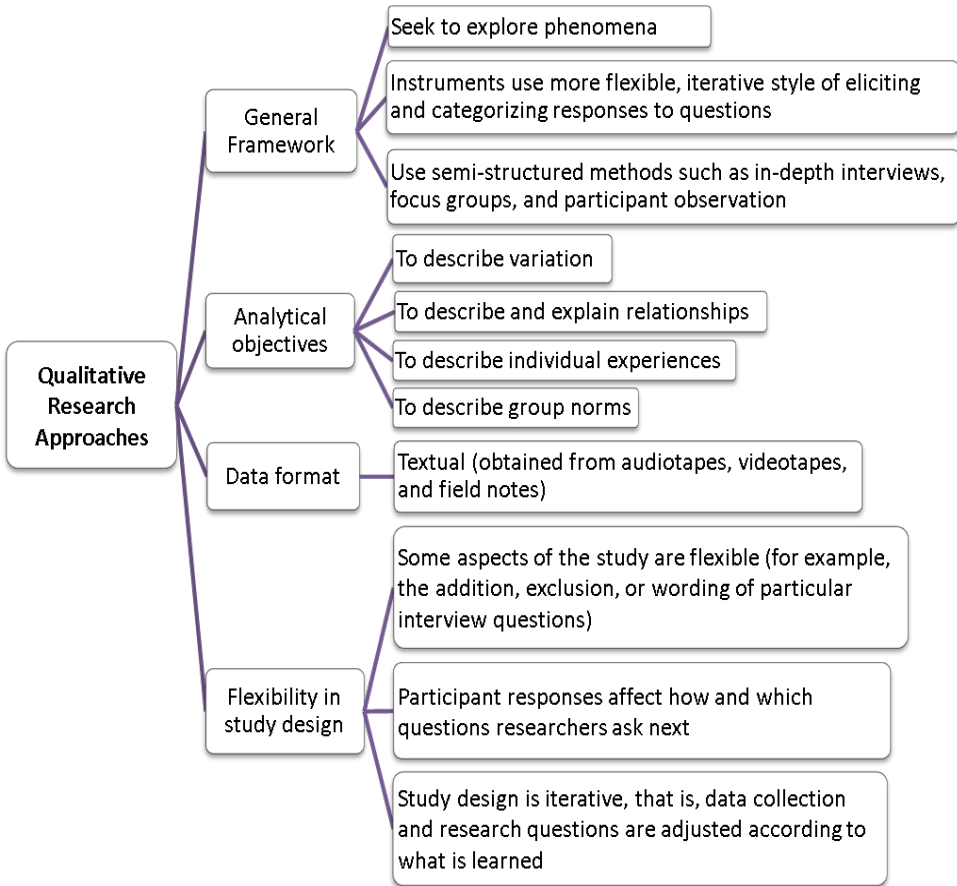 Qualitative
Research
Approaches
General
Framework
Seek to explore phenomena
Instruments use more flexible, iterative style of eliciting
and categorizing responses to questions
Use semi-structured methods such as in-depth interviews,
focus groups, and participant observation
Analytical
objectives
To describe variation
To describe and explain relationships
To describe individual experiences
To describe group norms
Data format
Textual (obtained from audiotapes, videotapes,
and field notes)
Flexibility in
study design
Some aspects of the study are flexible (for example,
the addition, exclusion, or wording of particular
interview questions)
Participant responses affect how and which
questions researchers ask next
Study design is iterative, that is, data collection
and research questions are adjusted according to
what is learned